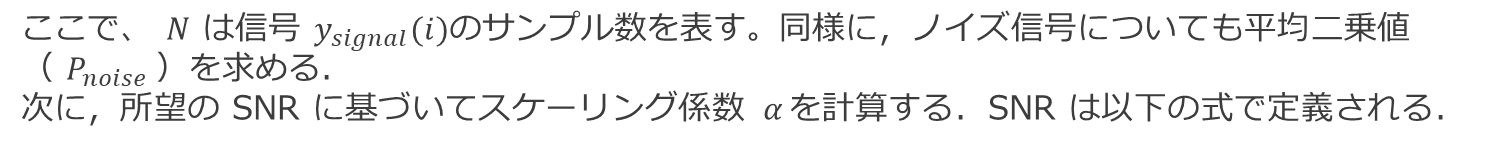 ここで、 N は信号 y_signal(i)のサンプル数を表す。同様に，ノイズ信号についても平均二乗値
（ P_noise ）を求める．
次に，所望の SNR に基づいてスケーリング係数 α を計算する．SNR は以下の式で定義される．